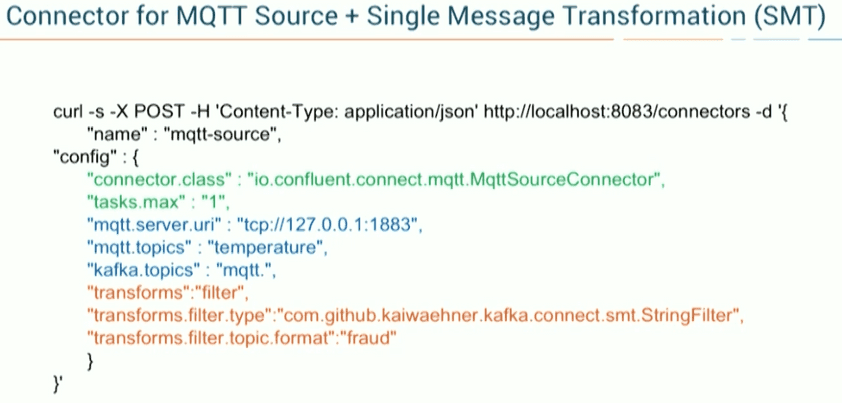 Connector for MQTT Source + Single Message Transformation (SMT)
curl -s -X POST -H 'Content-Type: application/json' http://localhost:8083/connectors -d '{
"name" : "mqtt-source",
"config" : {
"connector.class" : "io.confluent.connect.mqtt.MqttSourceConnector",
"tasks.max" : "1",
"mqtt.server.uri" : "tcp://127.0.0.1:1883",
"mqtt.topics" : "temperature",
"kafka.topics" : "mqtt.",
"transforms":"filter",
"transforms.filter.type":"com.github.kaiwaehner.kafka.connect.smt.StringFilter",
"transforms.filter.topic.format":"fraud"
}
}'